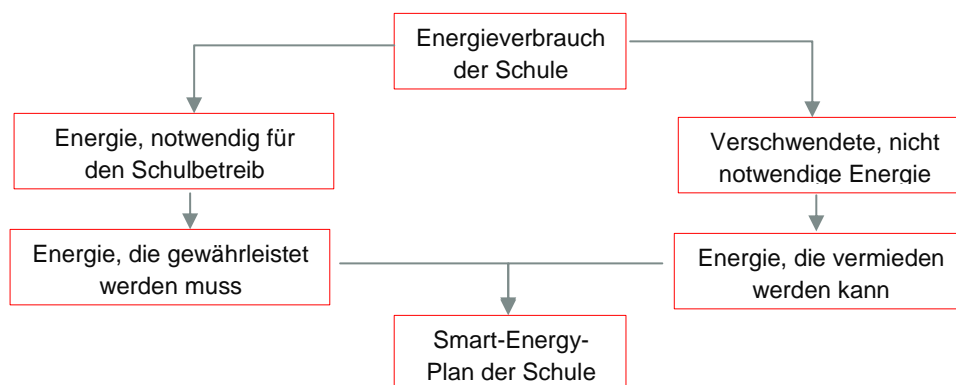 Energieverbrauch
der Schule
Energie, notwendig für
den Schulbetreib
Verschwendete, nicht
notwendige Energie
Energie, die gewährleistet
werden muss
Energie, die vermieden
werden kann
Smart-Energy-
Plan der Schule